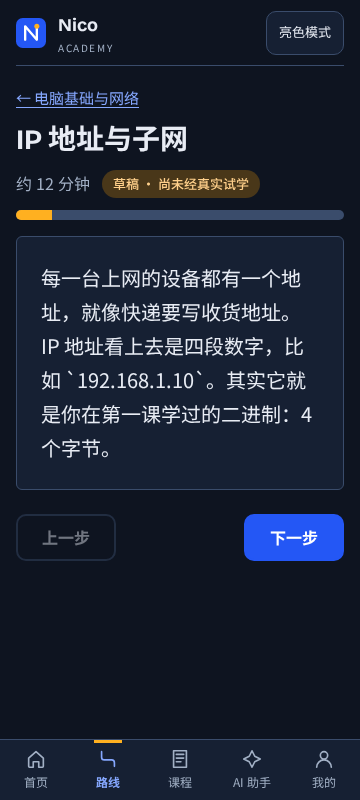 Nico
ACADEMY
亮色模式
← 电脑基础与网络
IP 地址与子网
约 12 分钟
草稿 · 尚未经真实试学
每一台上网的设备都有一个地
址，就像快递要写收货地址。
IP 地址看上去是四段数字，比
如 `192.168.1.10`。其实它就
是你在第一课学过的二进制：4
个字节。
上一步
下一步
首页
路线
课程
AI 助手
我的